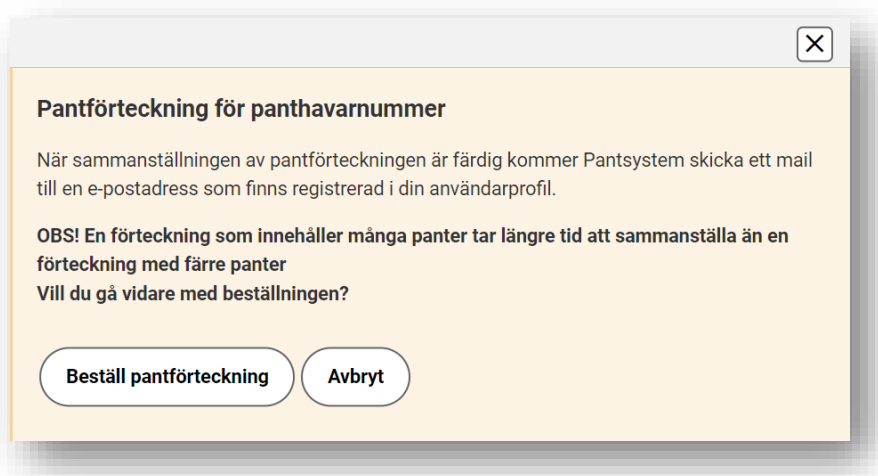 Pantförteckning för panthavarnummer
När sammanställningen av pantförteckningen är färdig kommer Pantsystem skicka ett mail
till en e-postadress som finns registrerad i din användarprofil.
OBS! En förteckning som innehåller många panter tar längre tid att sammanställa än en
förteckning med färre panter
Vill du gå vidare med beställningen?
Beställ pantförteckning Avbryt